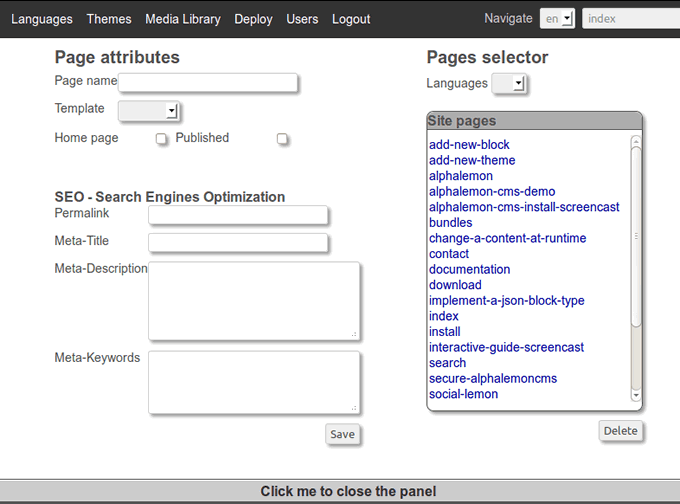 Languages Themes Media Library Deploy Users Logout Navigate en index
Page attributes
Page name
Template
Home page Published
SEO - Search Engines Optimization
Permalink
Meta-Title
Meta-Description
Meta-Keywords
Save
Pages selector
Languages
Site pages
add-new-block
add-new-theme
alphalemon
alphalemon-cms-demo
alphalemon-cms-install-screencast
bundles
change-a-content-at-runtime
contact
documentation
download
implement-a-json-block-type
index
install
interactive-guide-screencast
search
secure-alphalemoncms
social-lemon
Delete
Click me to close the panel